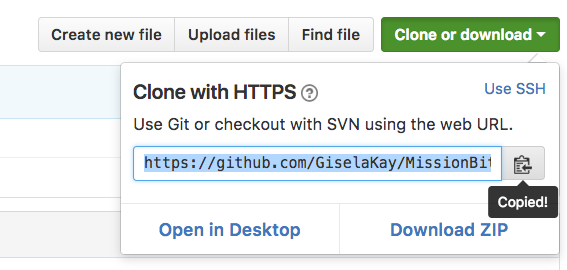 Create new file Upload files Find file Clone or download
Clone with HTTPS ? Use SSH
Use Git or checkout with SVN using the web URL.
https://github.com/GiselaKay/MissionBit
Copied!
Open in Desktop Download ZIP